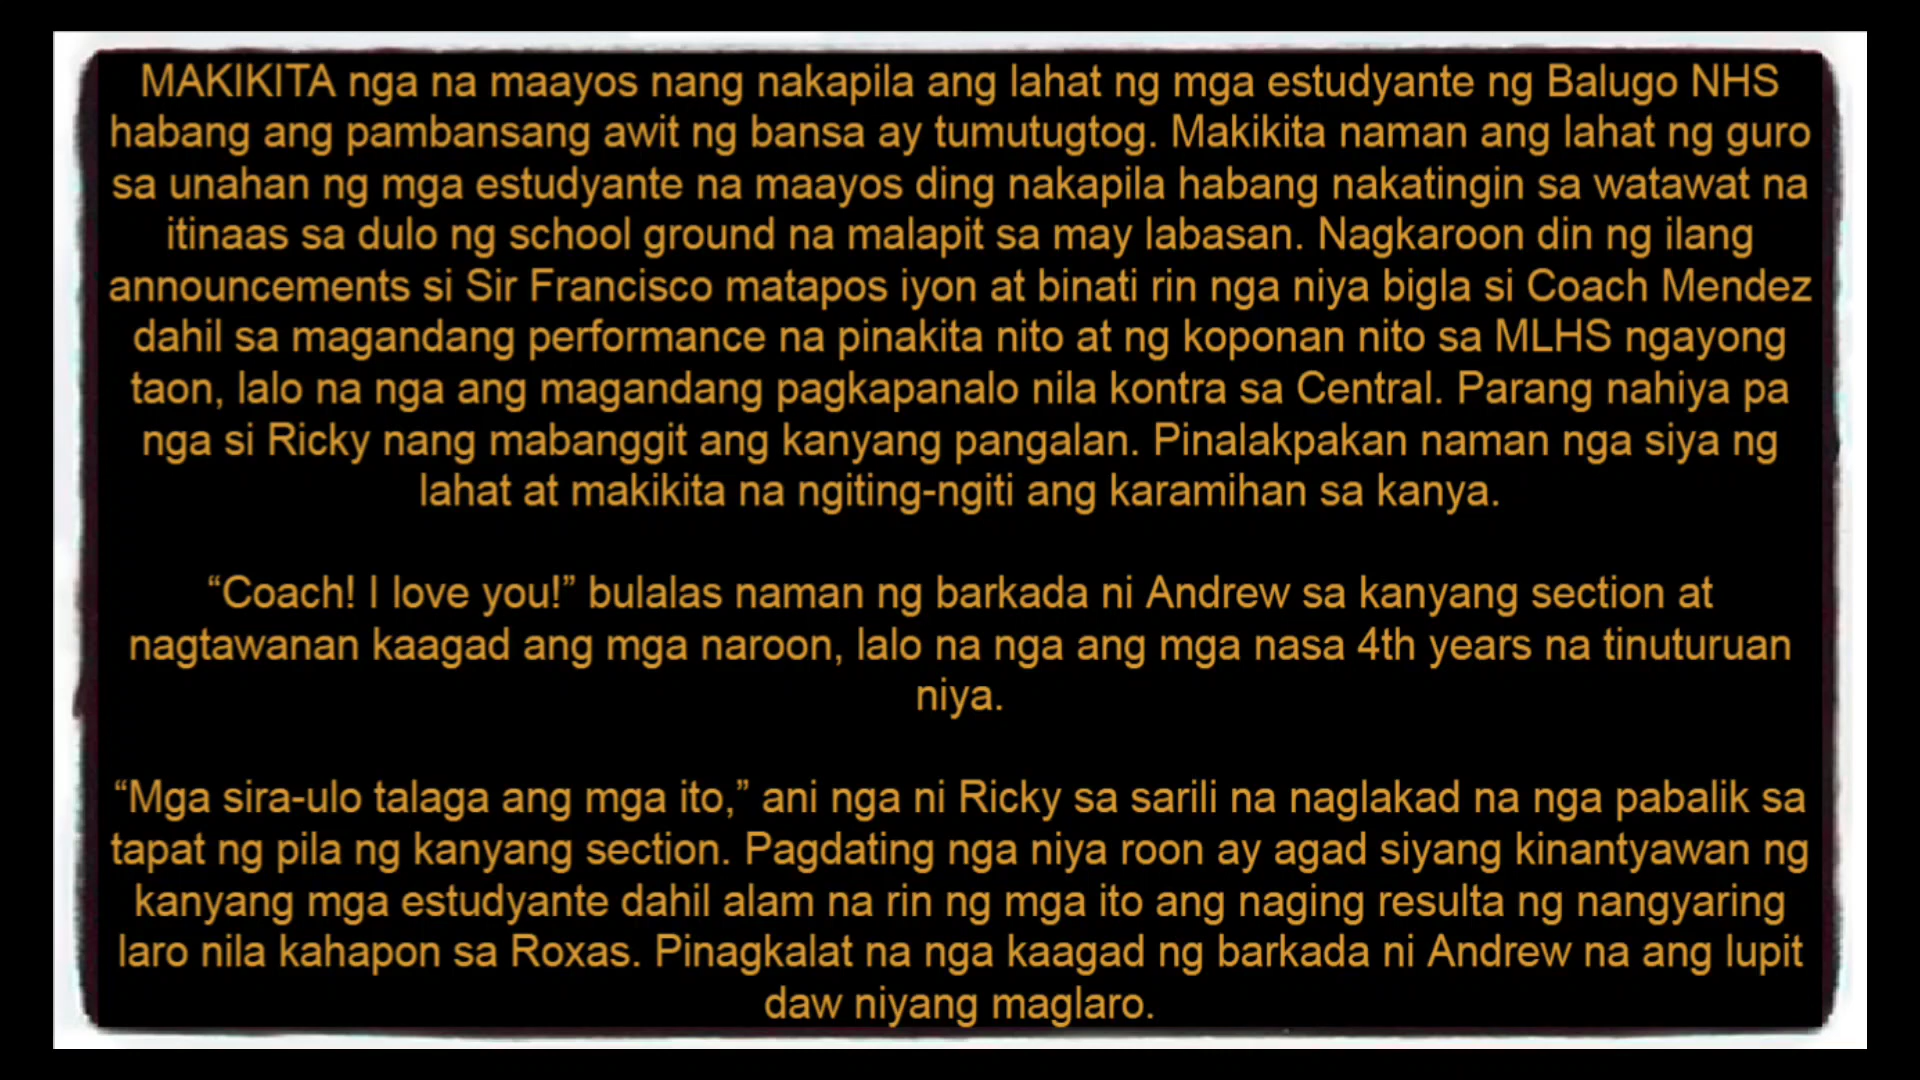 MAKIKITA nga na maayos nang nakapila ang lahat ng mga estudyante ng Balugo NHS
habang ang pambansang awit ng bansa ay tumutugtog. Makikita naman ang lahat ng guro
sa unahan ng mga estudyante na maayos ding nakapila habang nakatingin sa watawat na
itinaas sa dulo ng school ground na malapit sa may labasan. Nagkaroon din ng ilang
announcements si Sir Francisco matapos iyon at binati rin nga niya bigla si Coach Mendez
dahil sa magandang performance na pinakita nito at ng koponan nito sa MLHS ngayong
taon, lalo na nga ang magandang pagkapanalo nila kontra sa Central. Parang nahiya pa
nga si Ricky nang mabanggit ang kanyang pangalan. Pinalakpakan naman nga siya ng
lahat at makikita na ngiting-ngiti ang karamihan sa kanya.
“Coach! I love you!” bulalas naman ng barkada ni Andrew sa kanyang section at
nagtawanan kaagad ang mga naroon, lalo na nga ang mga nasa 4th years na tinuturuan
niya.
“Mga sira-ulo talaga ang mga ito,” ani nga ni Ricky sa sarili na naglakad na nga pabalik sa
tapat ng pila ng kanyang section. Pagdating nga niya roon ay agad siyang kinantyawan ng
kanyang mga estudyante dahil alam na rin ng mga ito ang naging resulta ng nangyaring
laro nila kahapon sa Roxas. Pinagkalat na nga kaagad ng barkada ni Andrew na ang lupit
daw niyang maglaro.